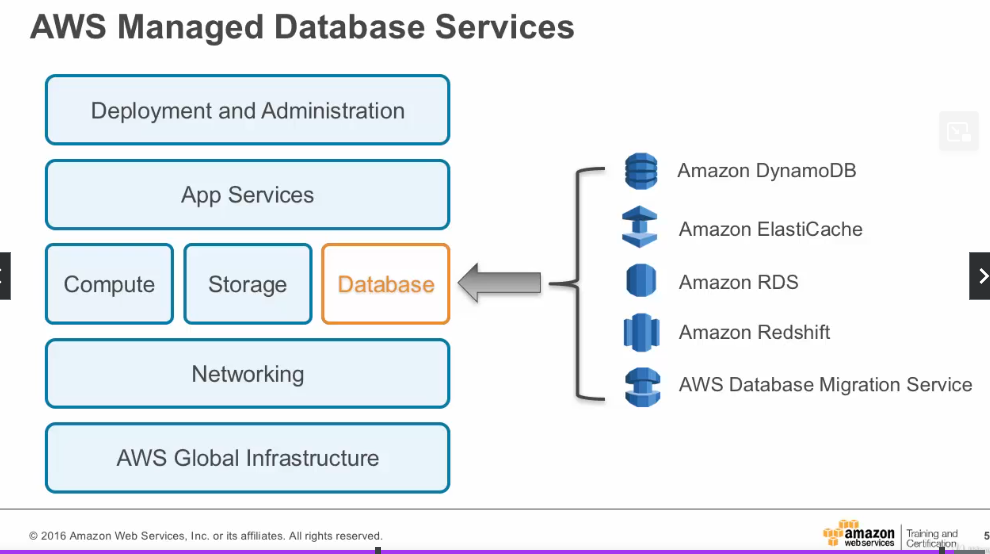 AWS Managed Database Services
Deployment and Administration
App Services
Compute
Storage
Database
Networking
AWS Global Infrastructure
Amazon DynamoDB
Amazon ElastiCache
Amazon RDS
Amazon Redshift
AWS Database Migration Service
© 2016 Amazon Web Services, Inc. or its affiliates. All rights reserved.
amazon
webservices
Training and
Certification
5